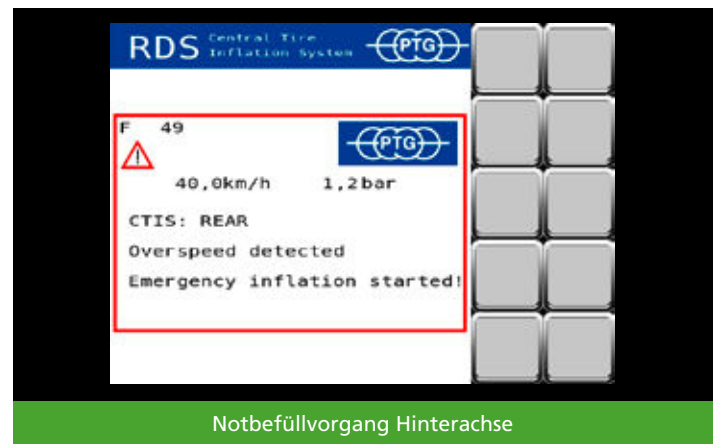 RDS Central Tire Inflation System PTG
F 49
PTG
40,0km/h 1,2bar
CTIS: REAR
Overspeed detected
Emergency inflation started!
Notbefüllvorgang Hinterachse